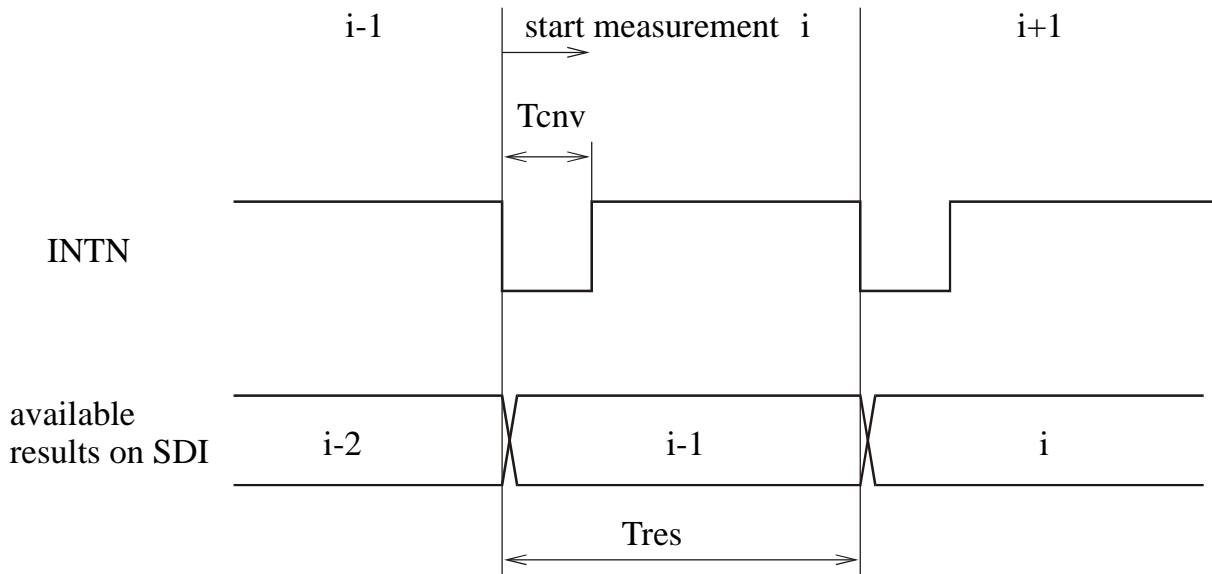 i-1
start measurement i
i+1
Tcnv
INTN
available
results on SDI
i-2
i-1
i
Tres